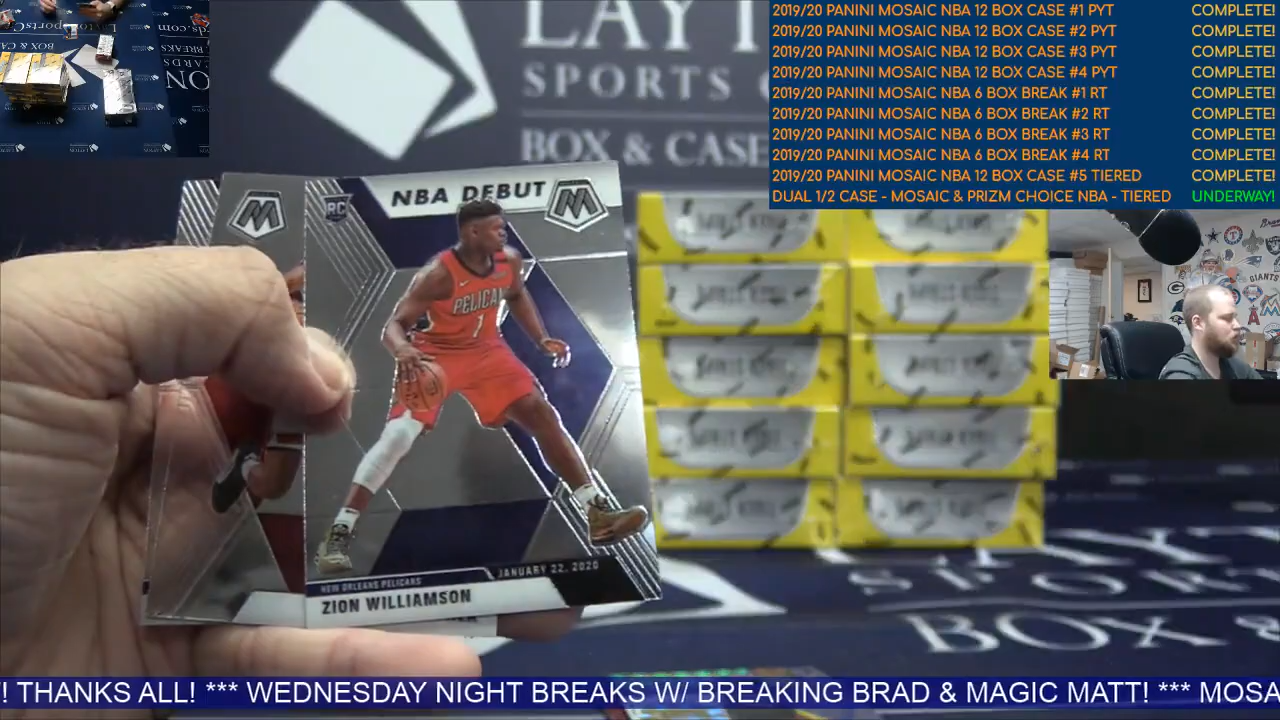 2019/20 PANINI MOSAIC NBA 12 BOX CASE #1 PYT COMPLETE!
2019/20 PANINI MOSAIC NBA 12 BOX CASE #2 PYT COMPLETE!
2019/20 PANINI MOSAIC NBA 12 BOX CASE #3 PYT COMPLETE!
2019/20 PANINI MOSAIC NBA 12 BOX CASE #4 PYT COMPLETE!
2019/20 PANINI MOSAIC NBA 6 BOX BREAK #1 RT COMPLETE!
2019/20 PANINI MOSAIC NBA 6 BOX BREAK #2 RT COMPLETE!
2019/20 PANINI MOSAIC NBA 6 BOX BREAK #3 RT COMPLETE!
2019/20 PANINI MOSAIC NBA 6 BOX BREAK #4 RT COMPLETE!
2019/20 PANINI MOSAIC NBA 12 BOX CASE #5 TIERED COMPLETE!
DUAL 1/2 CASE - MOSAIC & PRIZM CHOICE NBA - TIERED UNDERWAY!
LAYT
SPORTS
BOX & CASE
NBA DEBUT
RC
M
M
PELICAN
1
JANUARY 22, 2020
NEW ORLEANS PELICANS
ZION WILLIAMSON
SPORT
BOX &
! THANKS ALL! *** WEDNESDAY NIGHT BREAKS W/ BREAKING BRAD & MAGIC MATT! *** MOSA